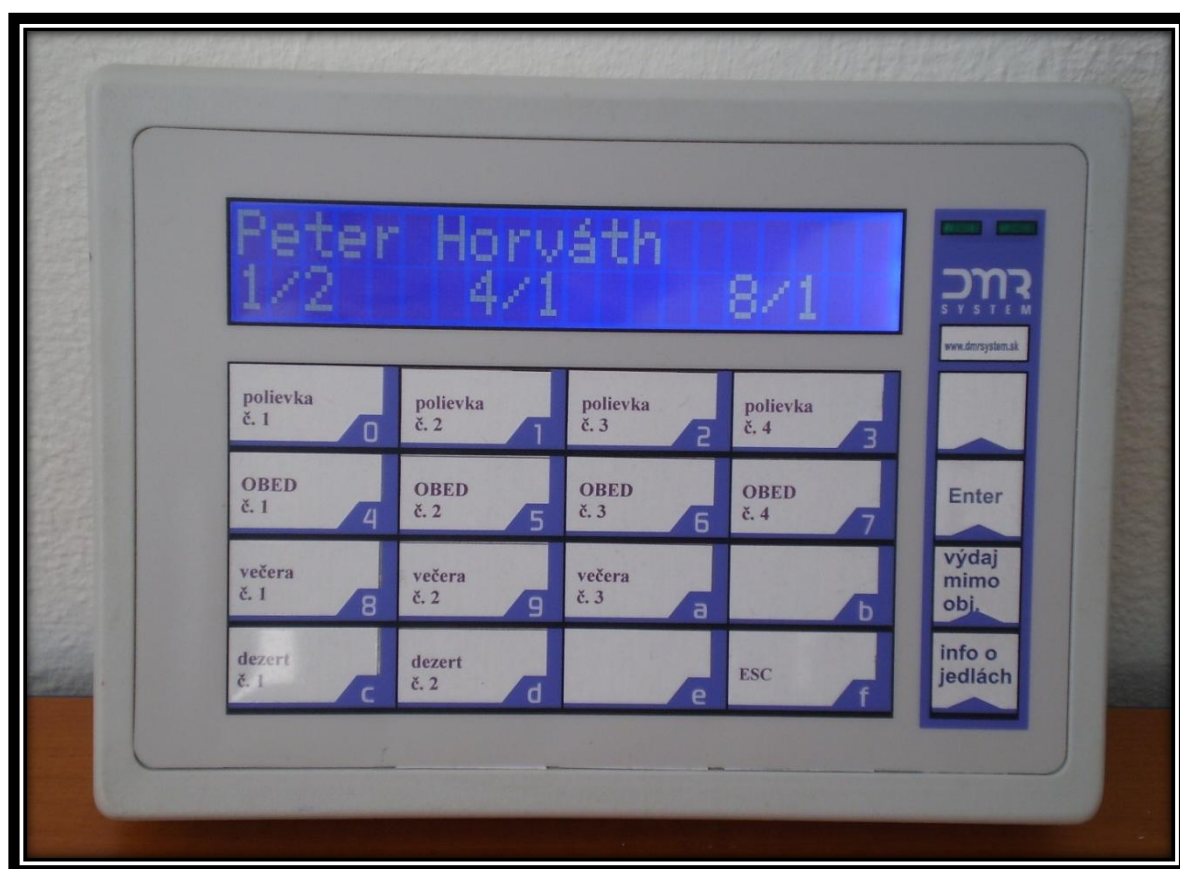 Peter Horváth
1/2 4/1 8/1
DMR
SYSTEM
www.dmrsystem.sk
polievka
č. 1
0
polievka
č. 2
1
polievka
č. 3
2
polievka
č. 4
3
OBED
č. 1
4
OBED
č. 2
5
OBED
č. 3
6
OBED
č. 4
7
Enter
večera
č. 1
8
večera
č. 2
9
večera
č. 3
a
b
výdaj
mimo
obj.
dezert
č. 1
c
dezert
č. 2
d
e
ESC
f
info o
jedlách